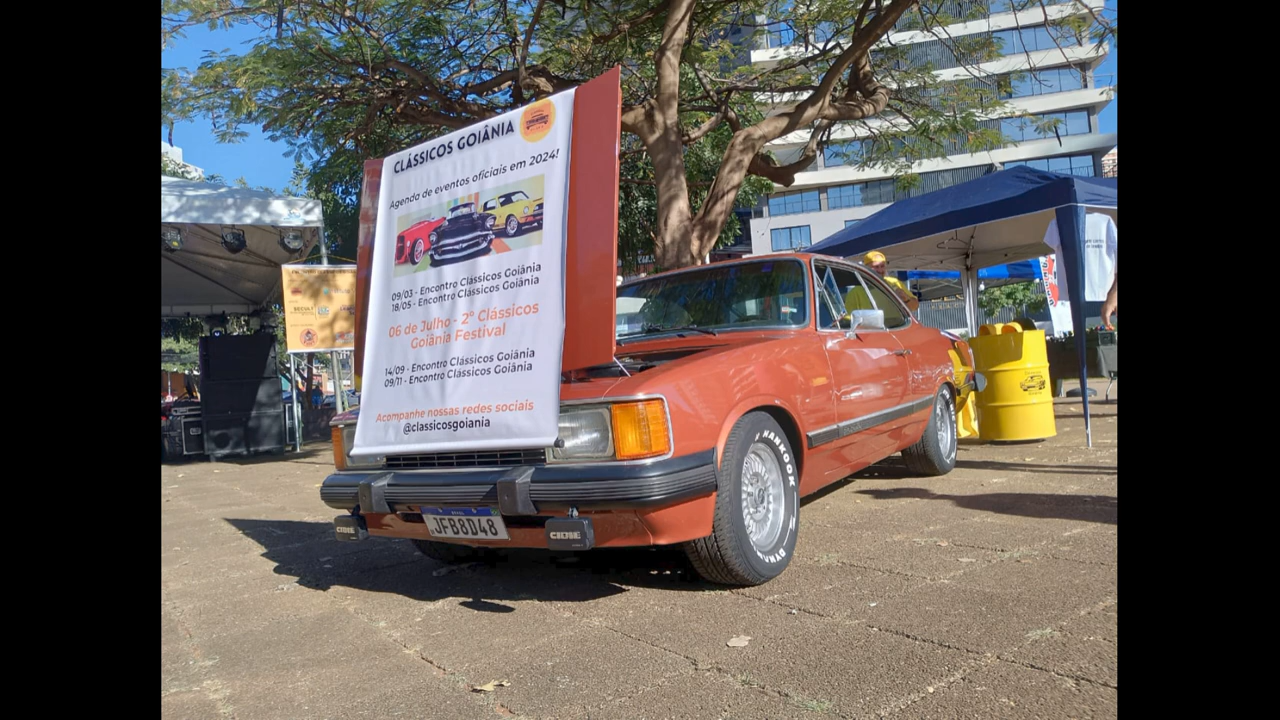 CLÁSSICOS GOIÂNIA
Agenda de eventos oficiais em 2024!
09/03 - Encontro Clássicos Goiânia
18/05 - Encontro Clássicos Goiânia
06 de Julho - 2º Clássicos
Goiânia Festival
14/09 - Encontro Clássicos Goiânia
09/11 - Encontro Clássicos Goiânia
Acompanhe nossas redes sociais
@classicosgoiania
JFB8D48
CIBIE
CIBIE
HANKOOK